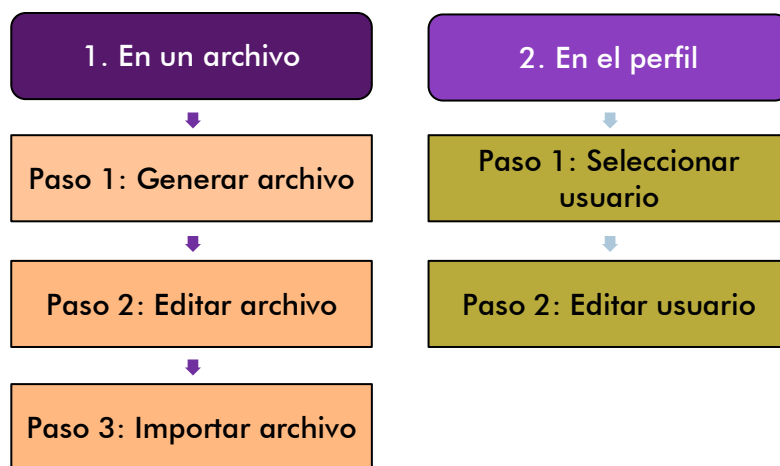 1. En un archivo
Paso 1: Generar archivo
Paso 2: Editar archivo
Paso 3: Importar archivo
2. En el perfil
Paso 1: Seleccionar
usuario
Paso 2: Editar usuario